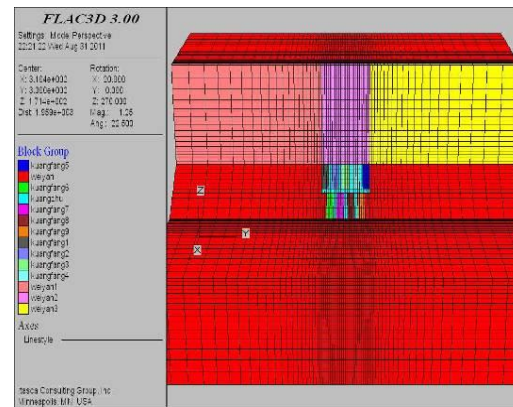 FLAC3D 3.00
Settings: Mode Perspective
22:21:22 Wed Aug 31 2011
Center:
X: 3.104e+002
Y: 3.300e+002
Z: 1.714e+002
Dist: 1.959e+003
Rotation:
X: 20.000
Y: 0.000
Z: 270.000
Mag.: 1.25
Ang.: 22.500
Block Group
kuangfang5
weiyan
kuangfang6
kuangzhu
kuangfang7
kuangfang8
kuangfang9
kuangfang1
kuangfang2
kuangfang3
kuangfang4
weiyan1
weiyan2
weiyan3
Axes
Linestyle
Itasca Consulting Group, Inc.
Minneapolis, MN USA
Z
Y
X